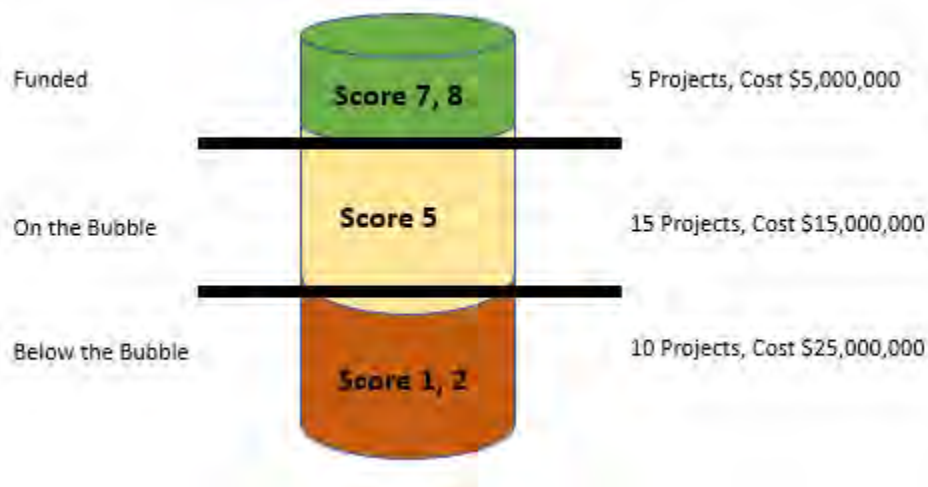 Funded
Score 7, 8
5 Projects, Cost $5,000,000
On the Bubble
Score 5
15 Projects, Cost $15,000,000
Below the Bubble
Score 1, 2
10 Projects, Cost $25,000,000